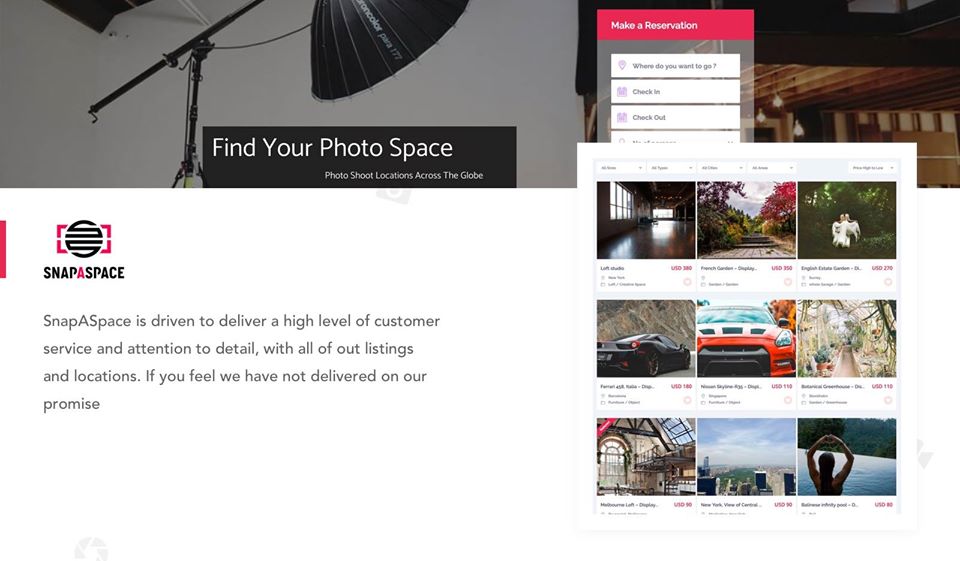 broncolor para 177
Make a Reservation
Where do you want to go ?
Check In
Check Out
Find Your Photo Space
Photo Shoot Locations Across The Globe
All Sizes
All Types
All Cities
All Areas
Price High to Low
SNAPASPACE
SnapASpace is driven to deliver a high level of customer
service and attention to detail, with all of out listings
and locations. If you feel we have not delivered on our
promise
Loft studio
USD 380
New York
Loft / Creative Space
French Garden – Display...
USD 350
Garden / Garden
English Estate Garden – Di...
USD 270
Surrey
Garage / Garden
Ferrari 458, Italia – Disp...
USD 180
Barcelona
Furniture / Object
Nissan Skyline-R35 – Displ...
USD 110
Singapore
Furniture / Object
Botanical Greenhouse – Dis...
USD 110
Stockholm
Garden / Greenhouse
Melbourne Loft – Display...
USD 90
New York, View of Central ...
USD 90
Balinese infinity pool – D...
USD 80